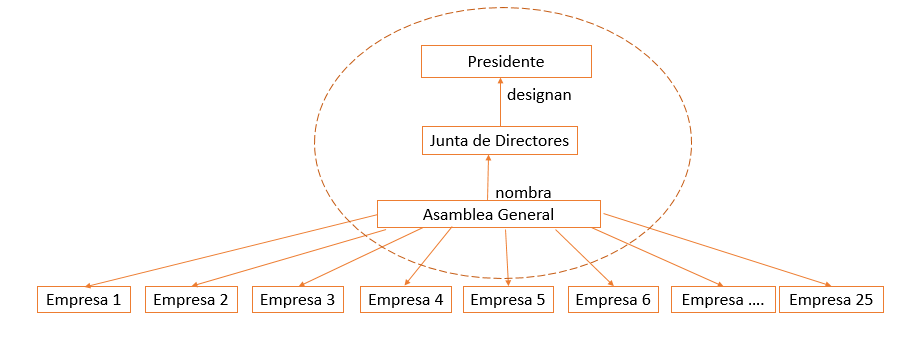 Presidente
designan
Junta de Directores
nombra
Asamblea General
Empresa 1
Empresa 2
Empresa 3
Empresa 4
Empresa 5
Empresa 6
Empresa ....
Empresa 25